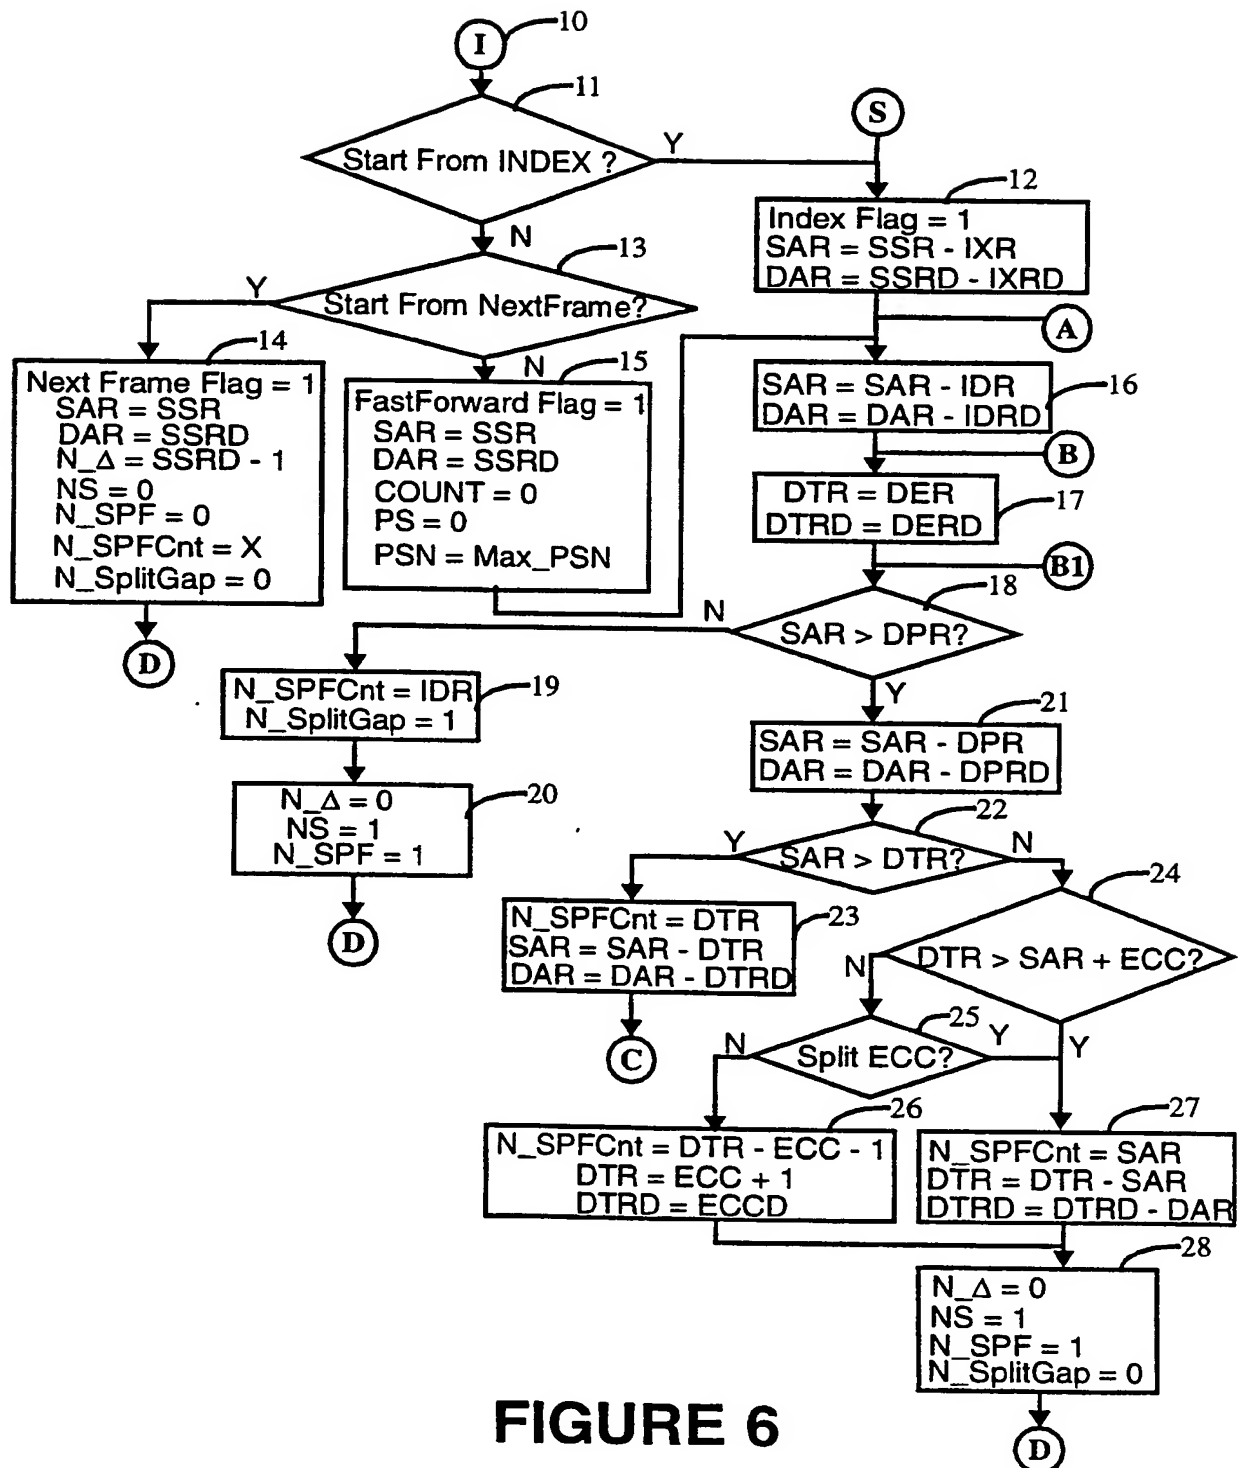 I
10
11
S
Start From INDEX ?
Y
12
Index Flag = 1
SAR = SSR - IXR
DAR = SSRD - IXRD
N
13
Start From NextFrame?
Y
A
14
Next Frame Flag = 1
SAR = SSR
DAR = SSRD
N_Δ = SSRD - 1
NS = 0
N_SPF = 0
N_SPFCnt = X
N_SplitGap = 0
D
N
15
FastForward Flag = 1
SAR = SSR
DAR = SSRD
COUNT = 0
PS = 0
PSN = Max_PSN
SAR = SAR - IDR
DAR = DAR - IDRD
16
B
DTR = DER
DTRD = DERD
17
B1
18
SAR > DPR?
N
Y
N_SPFCnt = IDR
N_SplitGap = 1
19
N_Δ = 0
NS = 1
N_SPF = 1
20
D
21
SAR = SAR - DPR
DAR = DAR - DPRD
22
SAR > DTR?
Y
N
N_SPFCnt = DTR
SAR = SAR - DTR
DAR = DAR - DTRD
23
C
24
DTR > SAR + ECC?
N
Y
25
Split ECC?
N
Y
26
N_SPFCnt = DTR - ECC - 1
DTR = ECC + 1
DTRD = ECCD
27
N_SPFCnt = SAR
DTR = DTR - SAR
DTRD = DTRD - DAR
28
N_Δ = 0
NS = 1
N_SPF = 1
N_SplitGap = 0
D
FIGURE 6